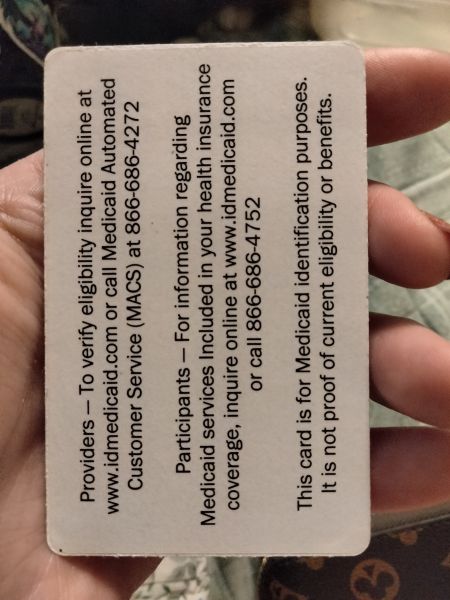 Providers – To verify eligibility inquire online at
www.idmedicaid.com or call Medicaid Automated
Customer Service (MACS) at 866-686-4272
Participants – For information regarding
Medicaid services Included in your health insurance
coverage, inquire online at www.idmedicaid.com
or call 866-686-4752
This card is for Medicaid identification purposes.
It is not proof of current eligibility or benefits.